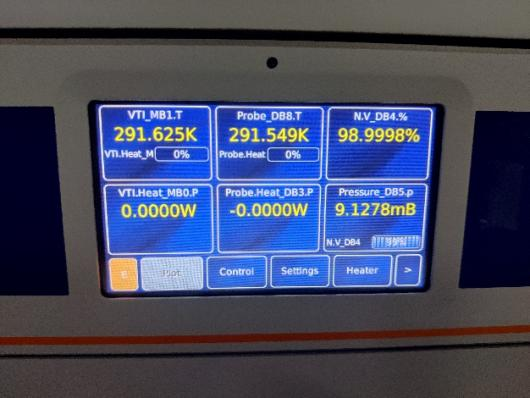 VTI_MB1.T
291.625K
VTI.Heat_M 0%
Probe_DB8.T
291.549K
Probe.Heat 0%
N.V_DB4.%
98.9998%
VTI.Heat_MB0.P
0.0000W
Probe.Heat_DB3.P
-0.0000W
Pressure_DB5.p
9.1278mB
N.V_DB4
Plot
Control
Settings
Heater
>